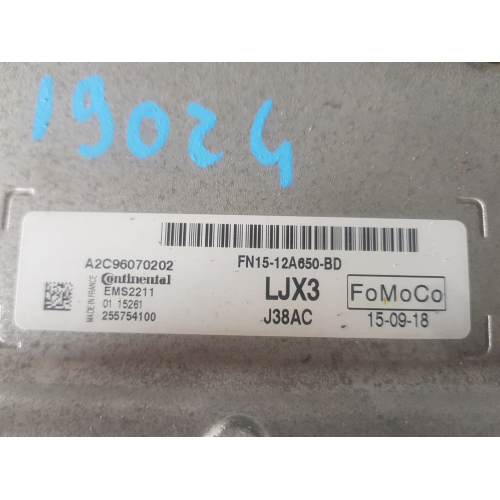 19024
A2C96070202
Continental
EMS2211
01 15261
255754100
MADE IN FRANCE
FN15-12A650-BD
LJX3
J38AC
FoMoCo
15-09-18